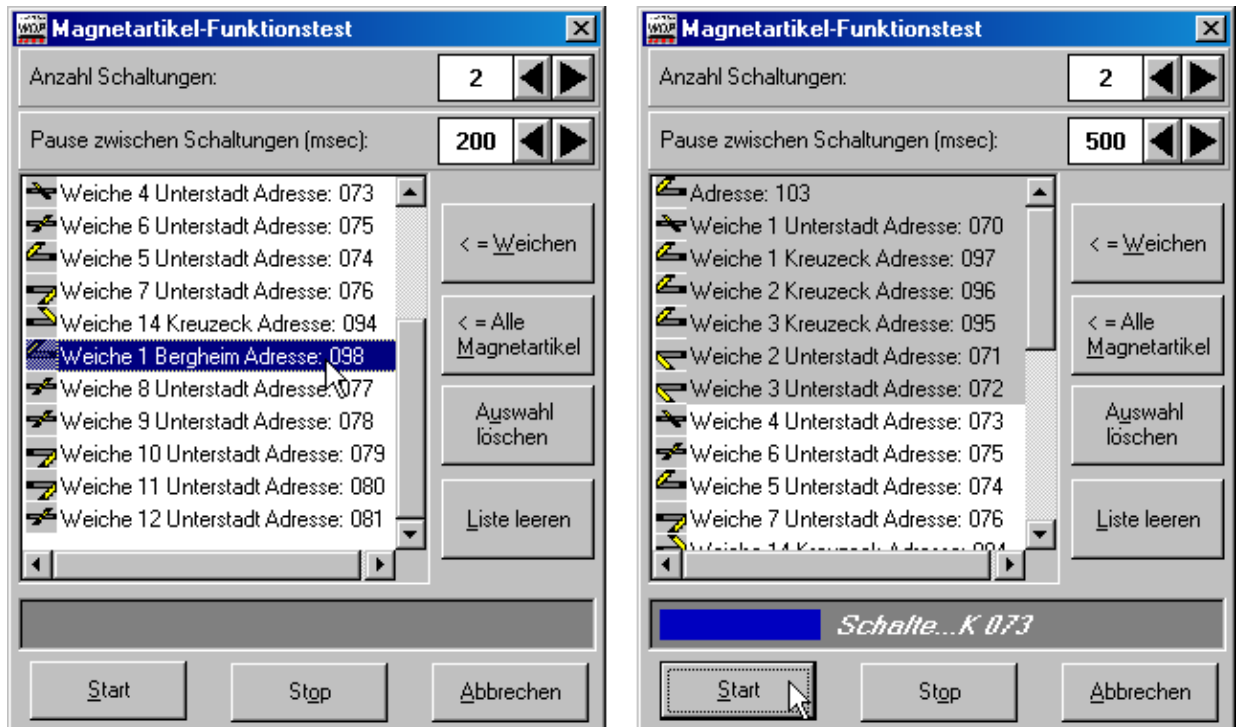 WDP Magnetartikel-Funktionstest
Anzahl Schaltungen: 2
Pause zwischen Schaltungen (msec): 200
Weiche 4 Unterstadt Adresse: 073
Weiche 6 Unterstadt Adresse: 075
Weiche 5 Unterstadt Adresse: 074
Weiche 7 Unterstadt Adresse: 076
Weiche 14 Kreuzeck Adresse: 094
Weiche 1 Bergheim Adresse: 098
Weiche 8 Unterstadt Adresse: 077
Weiche 9 Unterstadt Adresse: 078
Weiche 10 Unterstadt Adresse: 079
Weiche 11 Unterstadt Adresse: 080
Weiche 12 Unterstadt Adresse: 081
< = Weichen
< = Alle
Magnetartikel
Auswahl
löschen
Liste leeren
Start Stop Abbrechen
WDP Magnetartikel-Funktionstest
Anzahl Schaltungen: 2
Pause zwischen Schaltungen (msec): 500
Adresse: 103
Weiche 1 Unterstadt Adresse: 070
Weiche 1 Kreuzeck Adresse: 097
Weiche 2 Kreuzeck Adresse: 096
Weiche 3 Kreuzeck Adresse: 095
Weiche 2 Unterstadt Adresse: 071
Weiche 3 Unterstadt Adresse: 072
Weiche 4 Unterstadt Adresse: 073
Weiche 6 Unterstadt Adresse: 075
Weiche 5 Unterstadt Adresse: 074
Weiche 7 Unterstadt Adresse: 076
Weiche 14 Kreuzeck Adresse: 094
< = Weichen
< = Alle
Magnetartikel
Auswahl
löschen
Liste leeren
Schalte...K 073
Start Stop Abbrechen